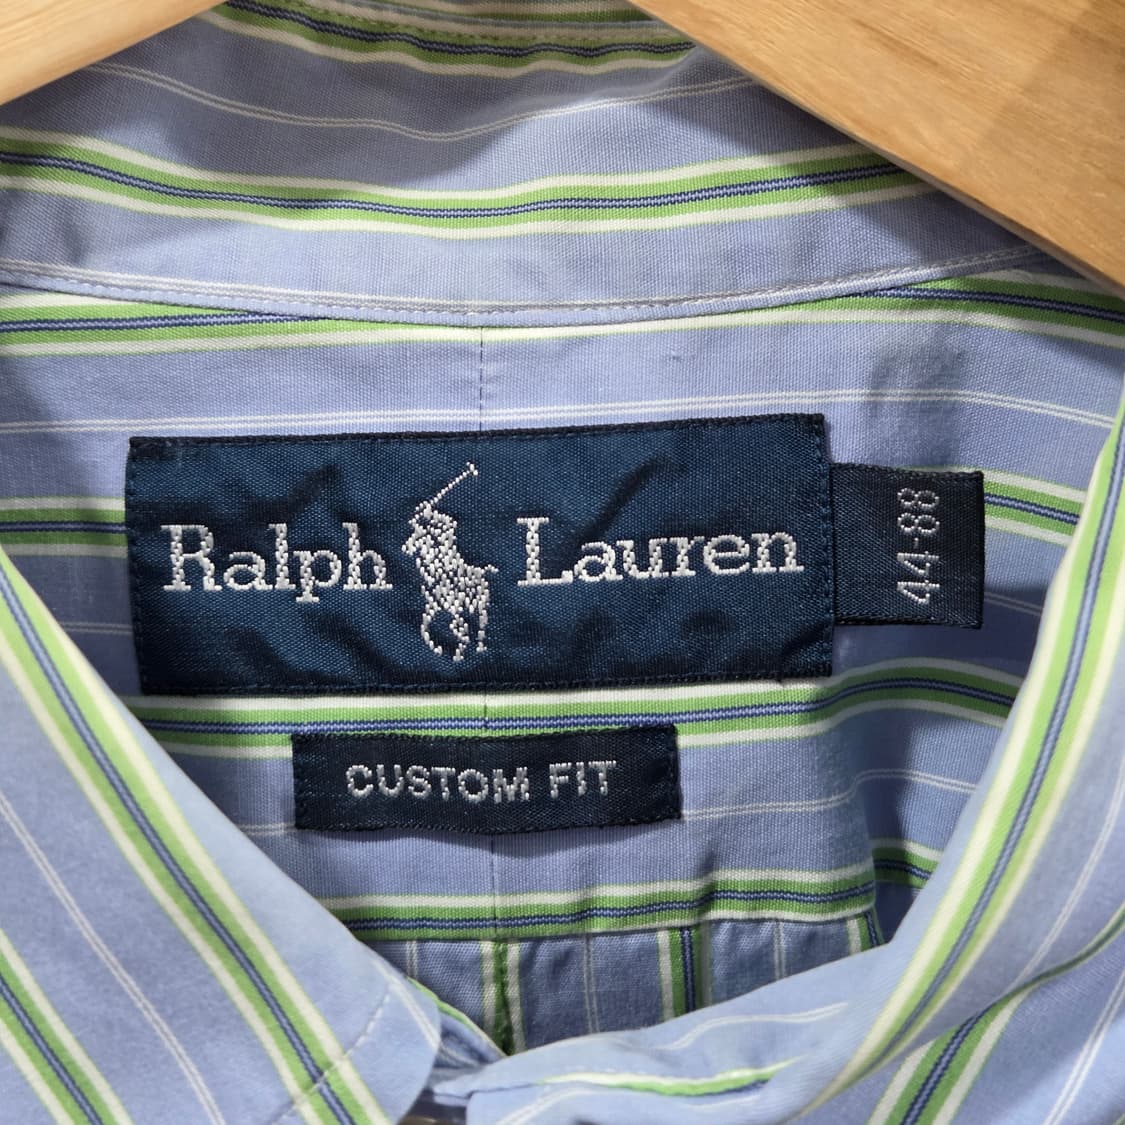 Ralph Lauren
44-88
CUSTOM FIT